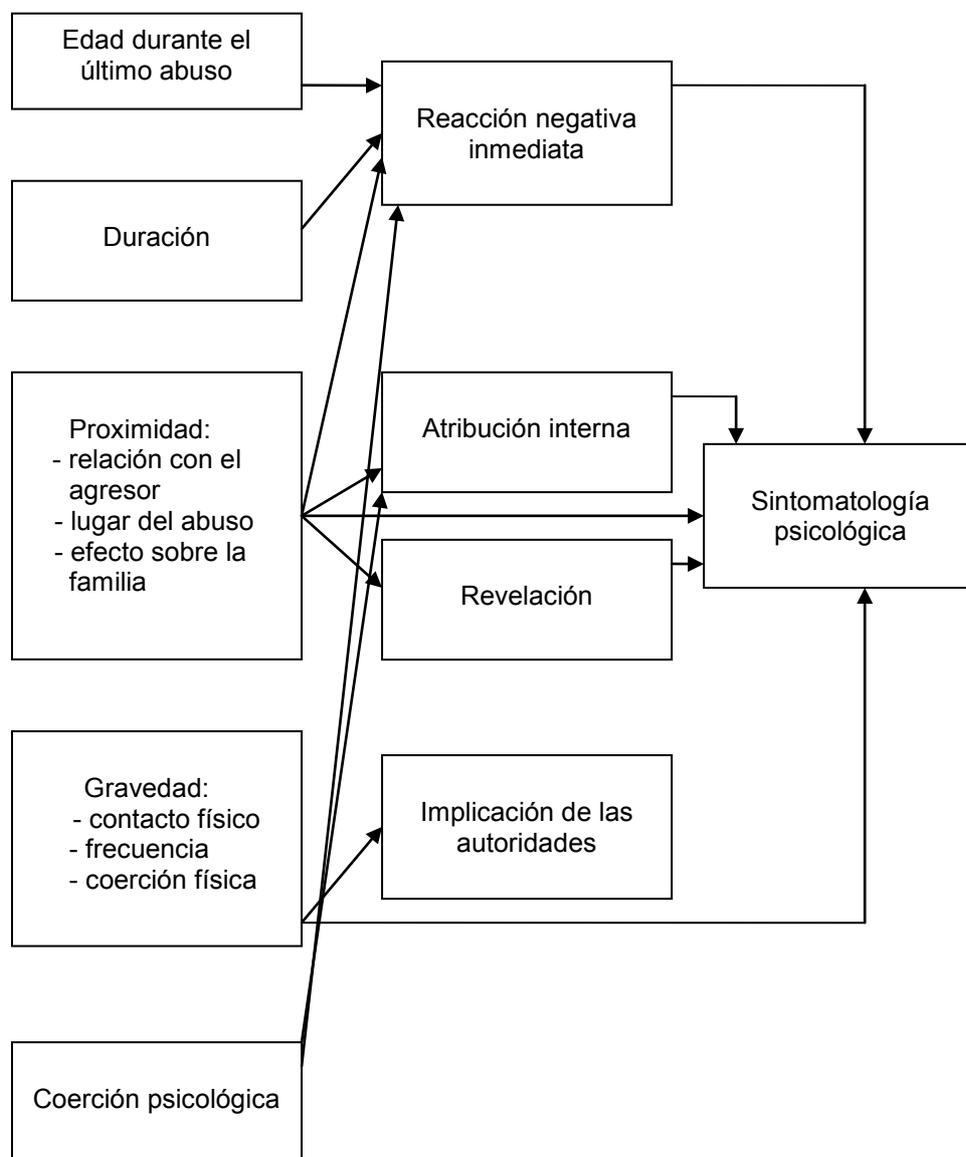 Edad durante el
último abuso
Reacción negativa
inmediata
Duración
Proximidad:
- relación con el
agresor
- lugar del abuso
- efecto sobre la
familia
Atribución interna
Sintomatología
psicológica
Revelación
Gravedad:
- contacto físico
- frecuencia
- coerción física
Implicación de las
autoridades
Coerción psicológica